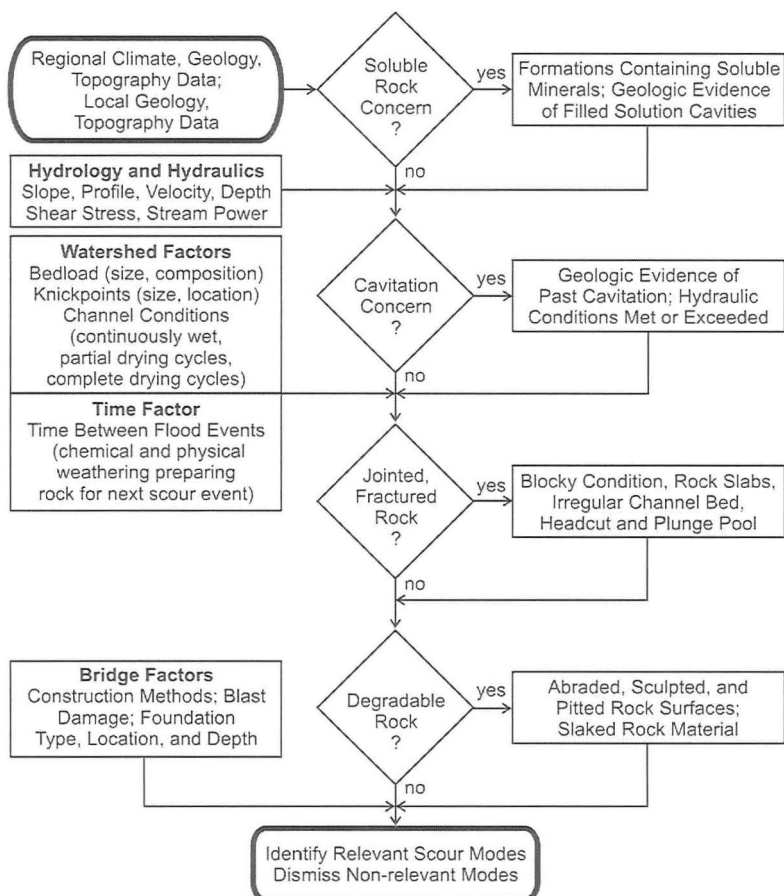 Regional Climate, Geology,
Topography Data;
Local Geology,
Topography Data
Soluble
Rock
Concern
?
yes
Formations Containing Soluble
Minerals; Geologic Evidence
of Filled Solution Cavities
no
Hydrology and Hydraulics
Slope, Profile, Velocity, Depth
Shear Stress, Stream Power
Watershed Factors
Bedload (size, composition)
Knickpoints (size, location)
Channel Conditions
(continuously wet,
partial drying cycles,
complete drying cycles)
Cavitation
Concern
?
yes
Geologic Evidence of
Past Cavitation; Hydraulic
Conditions Met or Exceeded
no
Time Factor
Time Between Flood Events
(chemical and physical
weathering preparing
rock for next scour event)
Jointed,
Fractured
Rock
?
yes
Blocky Condition, Rock Slabs,
Irregular Channel Bed,
Headcut and Plunge Pool
no
Bridge Factors
Construction Methods; Blast
Damage; Foundation
Type, Location, and Depth
Degradable
Rock
?
yes
Abraded, Sculpted, and
Pitted Rock Surfaces;
Slaked Rock Material
no
Identify Relevant Scour Modes
Dismiss Non-relevant Modes